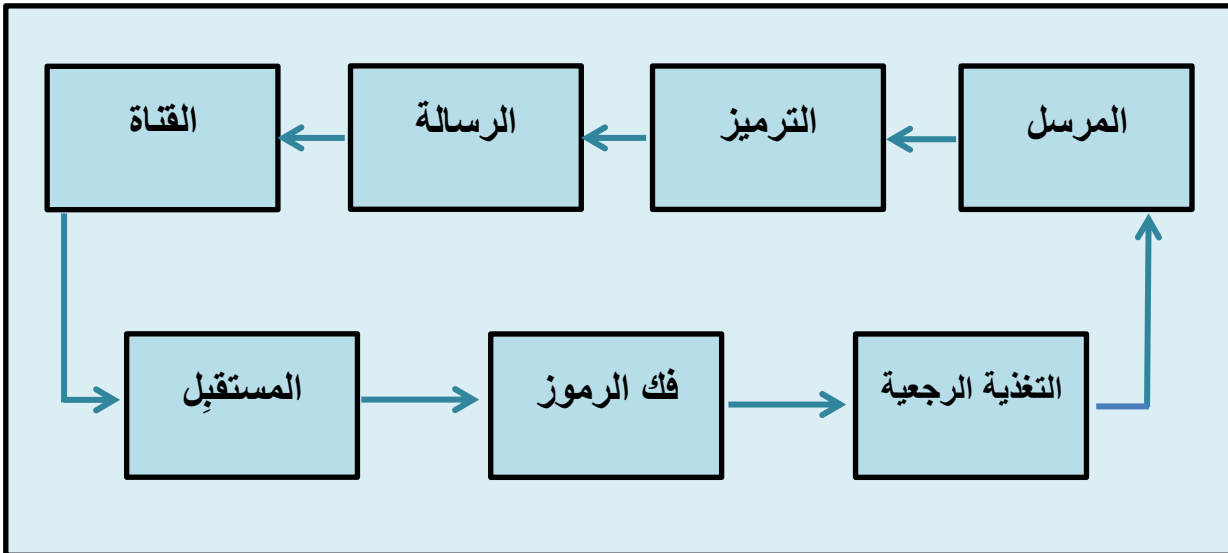 المرسل
الترميز
الرسالة
القناة
المستقبِل
فك الرموز
التغذية الرجعية